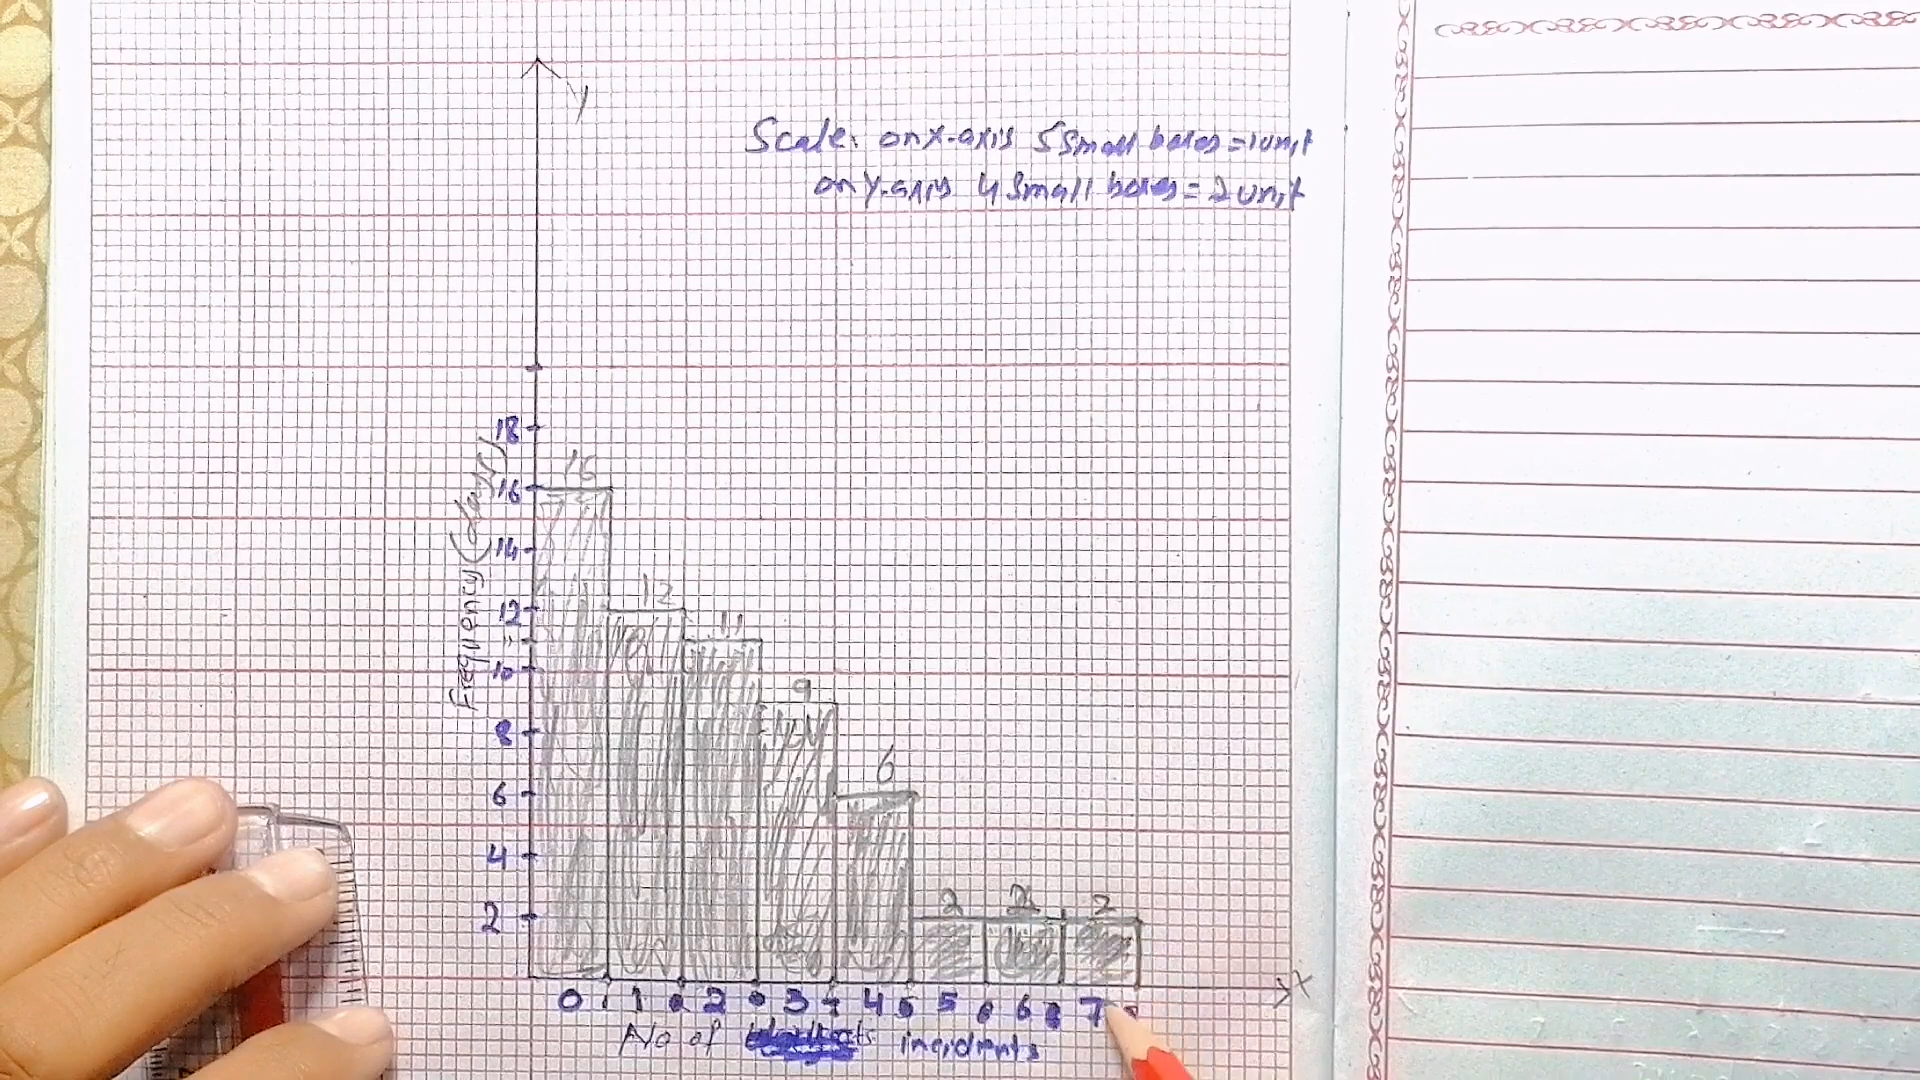 y
Scale: on x-axis 5 small boxes = 1 unit
on y-axis 4 small boxes = 2 unit
18
16
14
12
10
8
6
4
2
Frequency (days)
16
12
11
9
6
2
2
2
0 1 2 3 4 5 6 7
x
No of incidents